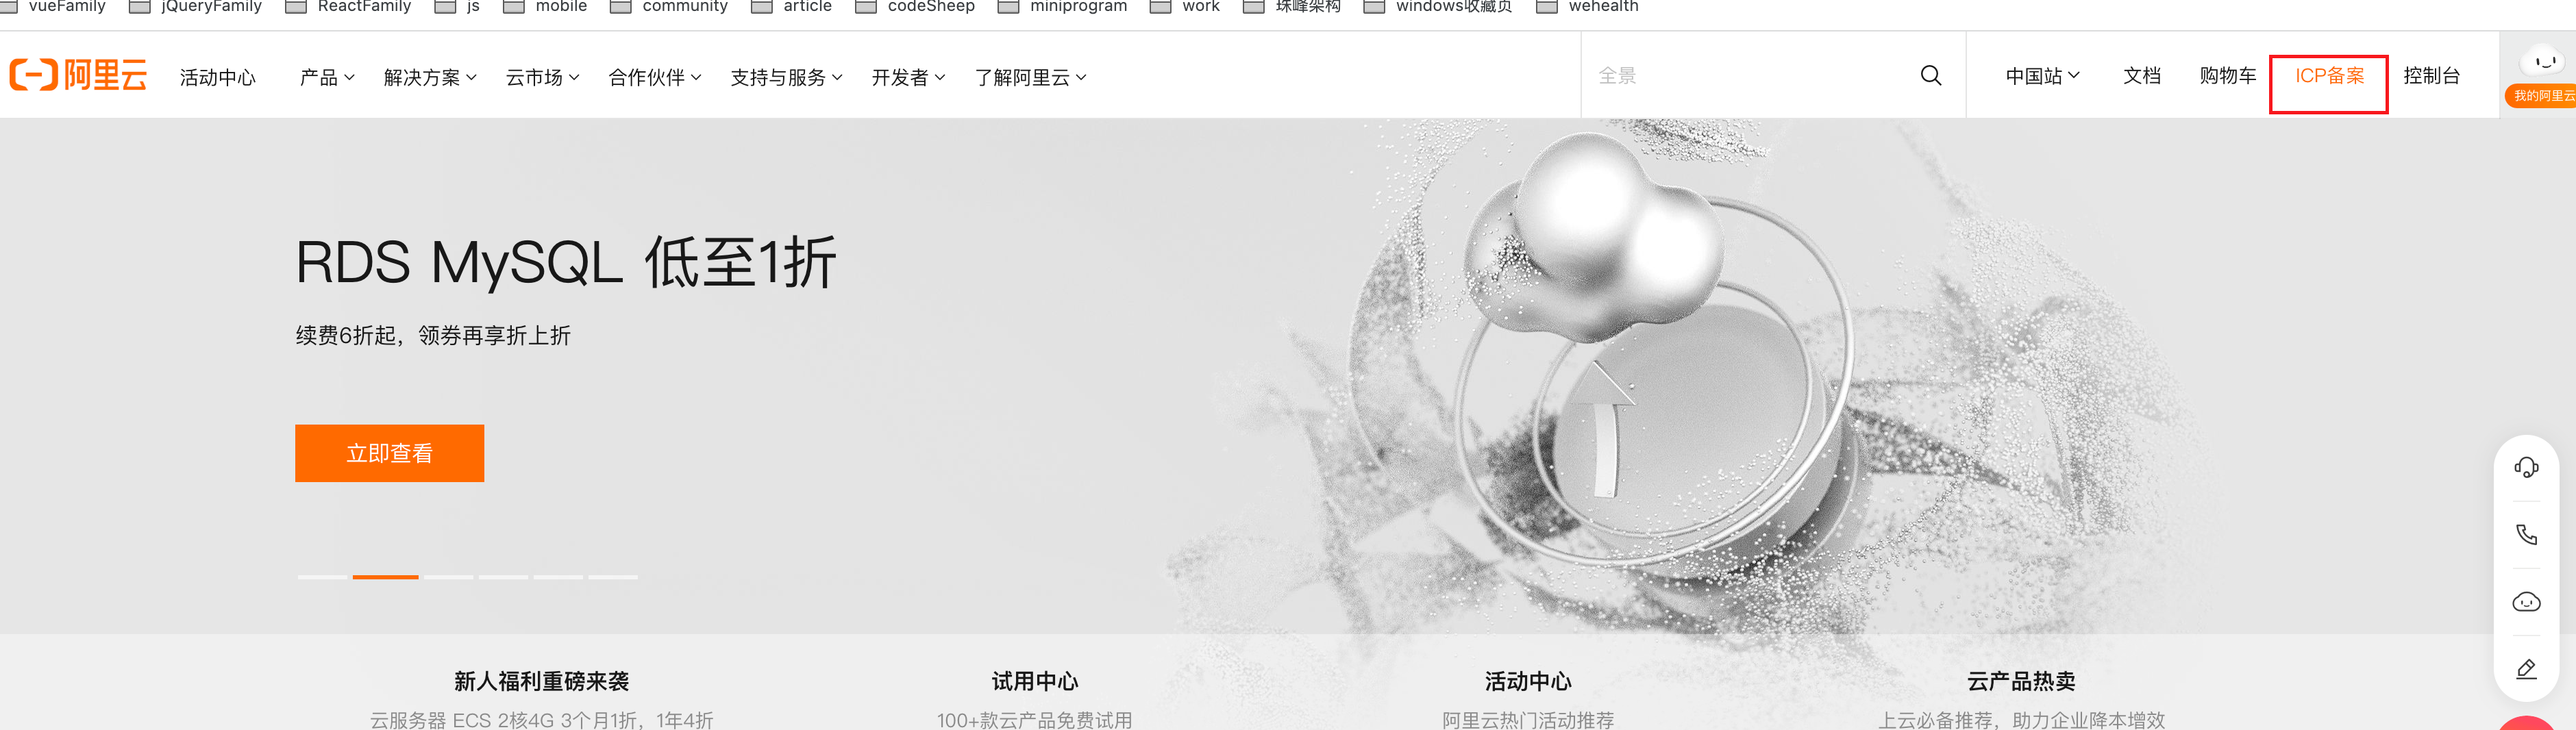 vueFamily jQueryFamily ReactFamily js mobile community article codeSheep miniprogram work 珠峰架构 windows收藏页 wehealth
阿里云 活动中心 产品 解决方案 云市场 合作伙伴 支持与服务 开发者 了解阿里云 全景 中国站 文档 购物车 ICP备案 控制台
我的阿里云
RDS MySQL 低至1折
续费6折起，领券再享折上折
立即查看
新人福利重磅来袭 试用中心 活动中心 云产品热卖
云服务器 ECS 2核4G 3个月1折，1年4折 100+款云产品免费试用 阿里云热门活动推荐 上云必备推荐，助力企业降本增效